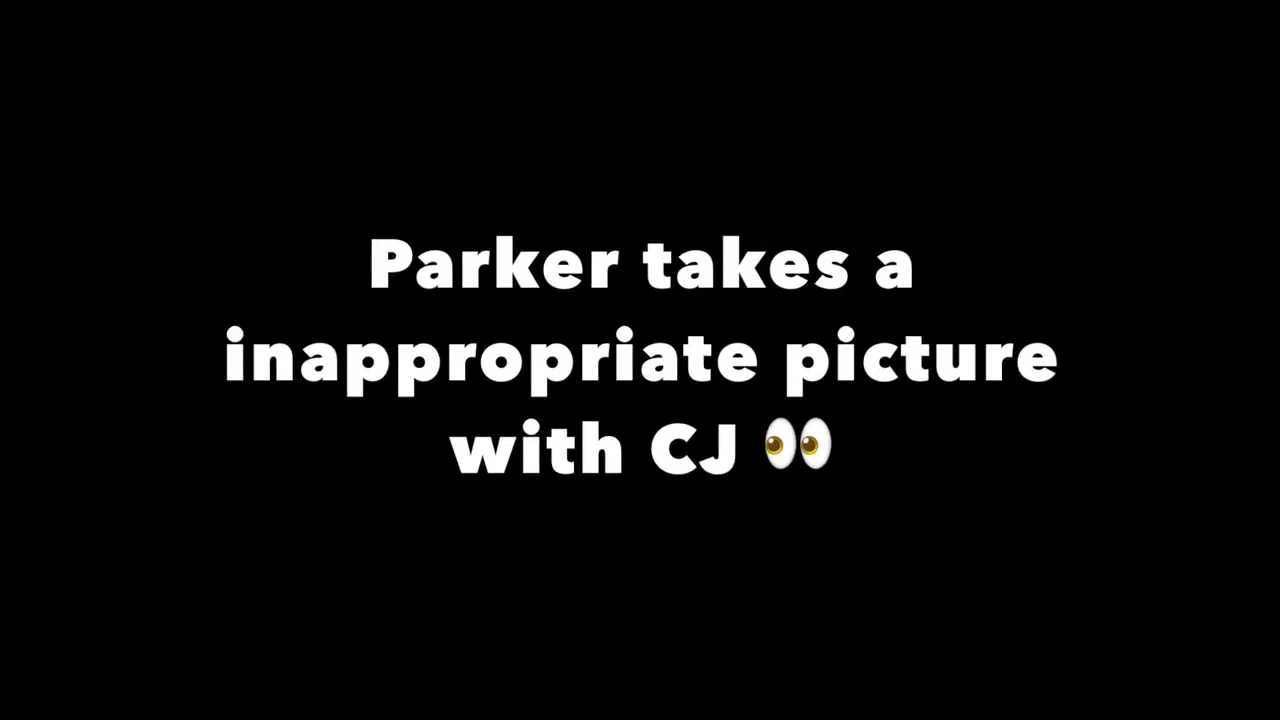 Parker takes a
inappropriate picture
with CJ 👀